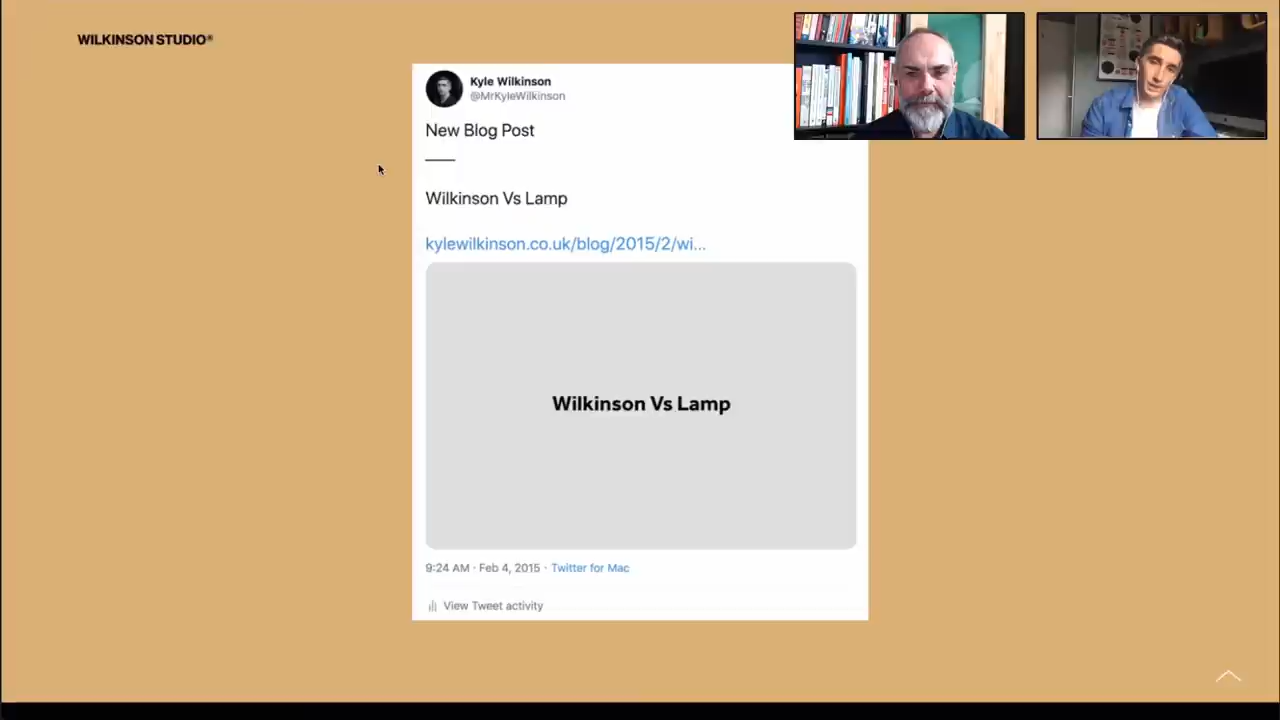 WILKINSON STUDIO®
Kyle Wilkinson
@MrKyleWilkinson
New Blog Post
Wilkinson Vs Lamp
kylewilkinson.co.uk/blog/2015/2/wi...
Wilkinson Vs Lamp
9:24 AM · Feb 4, 2015 · Twitter for Mac
View Tweet activity